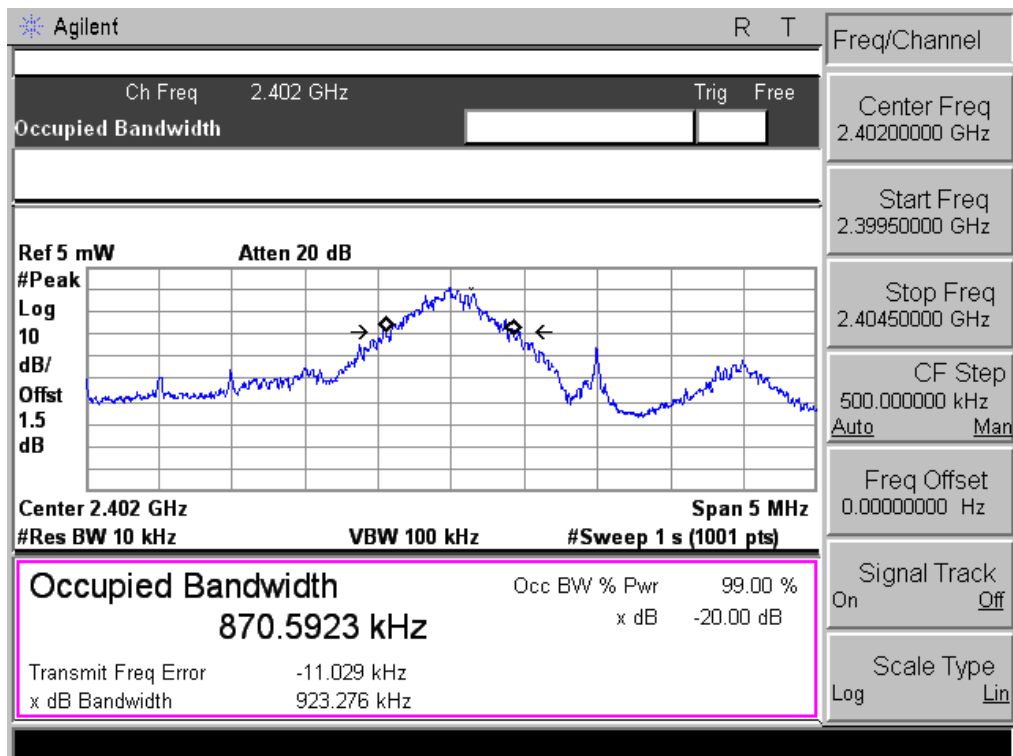 Agilent R T
Ch Freq 2.402 GHz Trig Free
Occupied Bandwidth
Ref 5 mW Atten 20 dB
#Peak
Log
10
dB/
Offst
1.5
dB
Center 2.402 GHz Span 5 MHz
#Res BW 10 kHz VBW 100 kHz #Sweep 1 s (1001 pts)
Occupied Bandwidth Occ BW % Pwr 99.00 %
870.5923 kHz x dB -20.00 dB
Transmit Freq Error -11.029 kHz
x dB Bandwidth 923.276 kHz
Freq/Channel
Center Freq
2.40200000 GHz
Start Freq
2.39950000 GHz
Stop Freq
2.40450000 GHz
CF Step
500.000000 kHz
Auto Man
Freq Offset
0.00000000 Hz
Signal Track
On Off
Scale Type
Log Lin